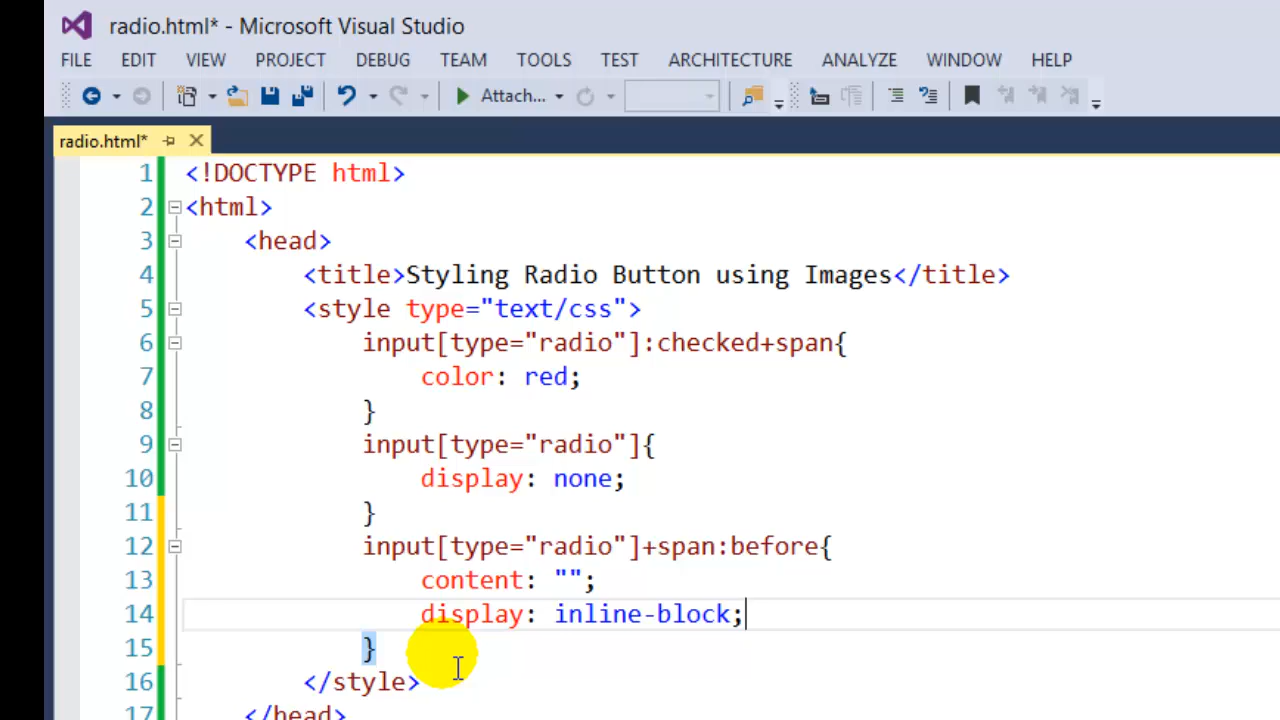 radio.html* - Microsoft Visual Studio
FILE EDIT VIEW PROJECT DEBUG TEAM TOOLS TEST ARCHITECTURE ANALYZE WINDOW HELP
Attach...
radio.html*
1 <!DOCTYPE html>
2 <html>
3 <head>
4 <title>Styling Radio Button using Images</title>
5 <style type="text/css">
6 input[type="radio"]:checked+span{
7 color: red;
8 }
9 input[type="radio"]{
10 display: none;
11 }
12 input[type="radio"]+span:before{
13 content: "";
14 display: inline-block;
15 }
16 </style>
17 </head>